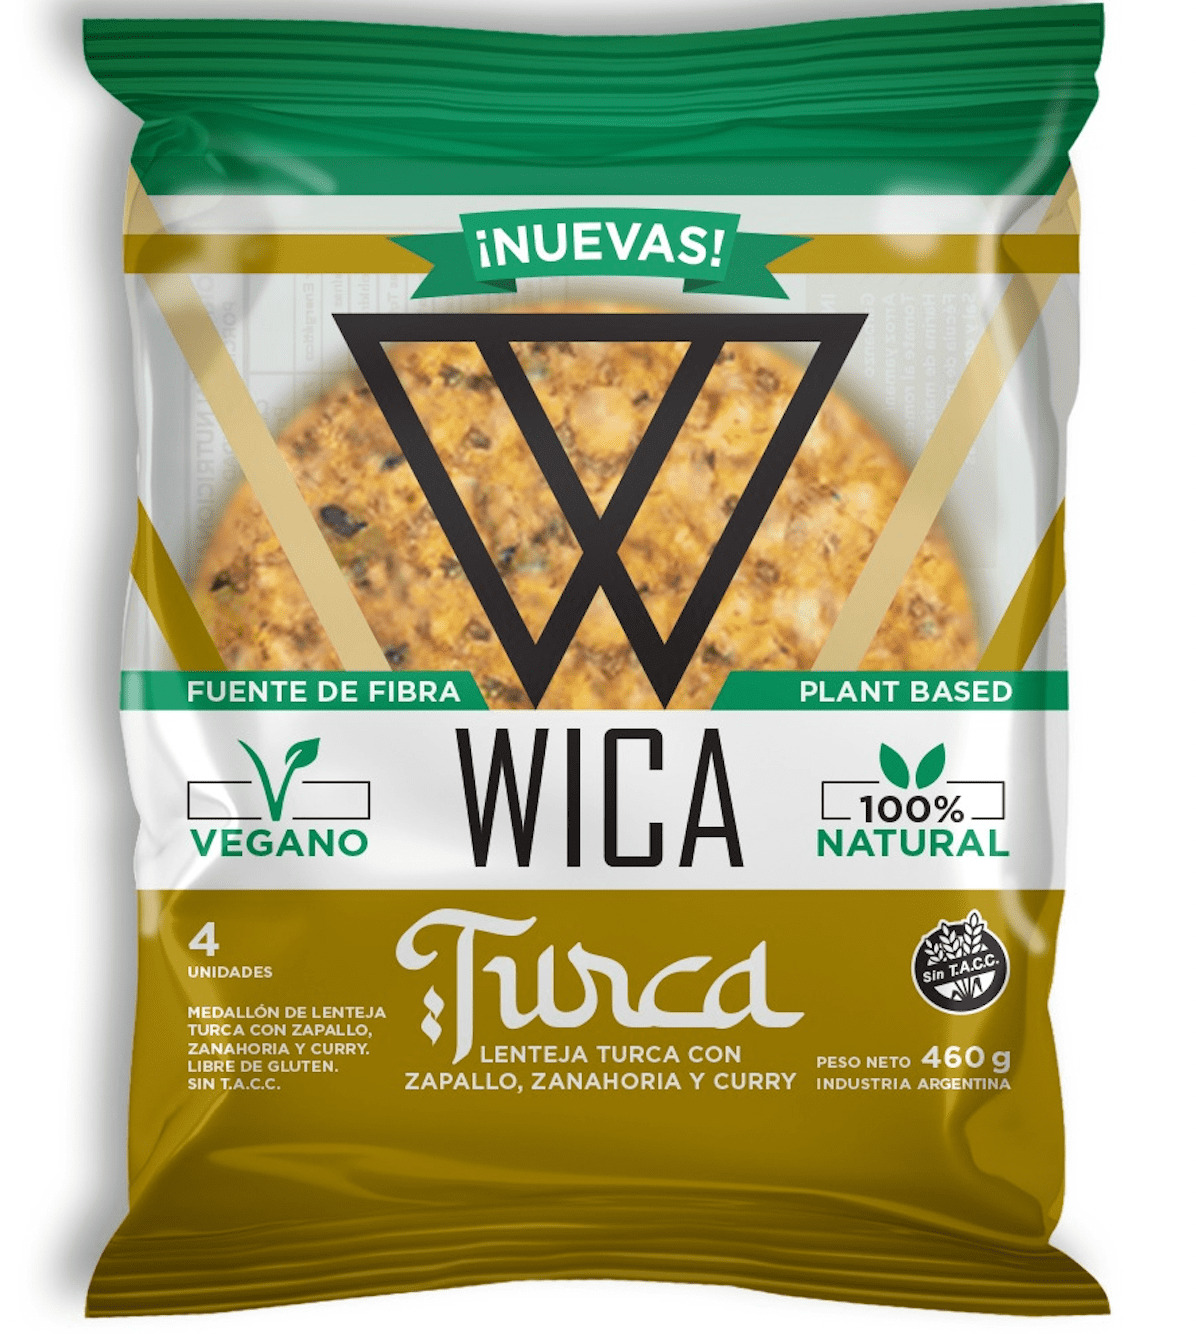 ¡NUEVAS!
FUENTE DE FIBRA
PLANT BASED
VEGANO
WICA
100%
NATURAL
4
UNIDADES
MEDALLÓN DE LENTEJA
TURCA CON ZAPALLO,
ZANAHORIA Y CURRY.
LIBRE DE GLUTEN.
SIN T.A.C.C.
Turca
LENTEJA TURCA CON
ZAPALLO, ZANAHORIA Y CURRY
Sin T.A.C.C.
PESO NETO 460 g
INDUSTRIA ARGENTINA